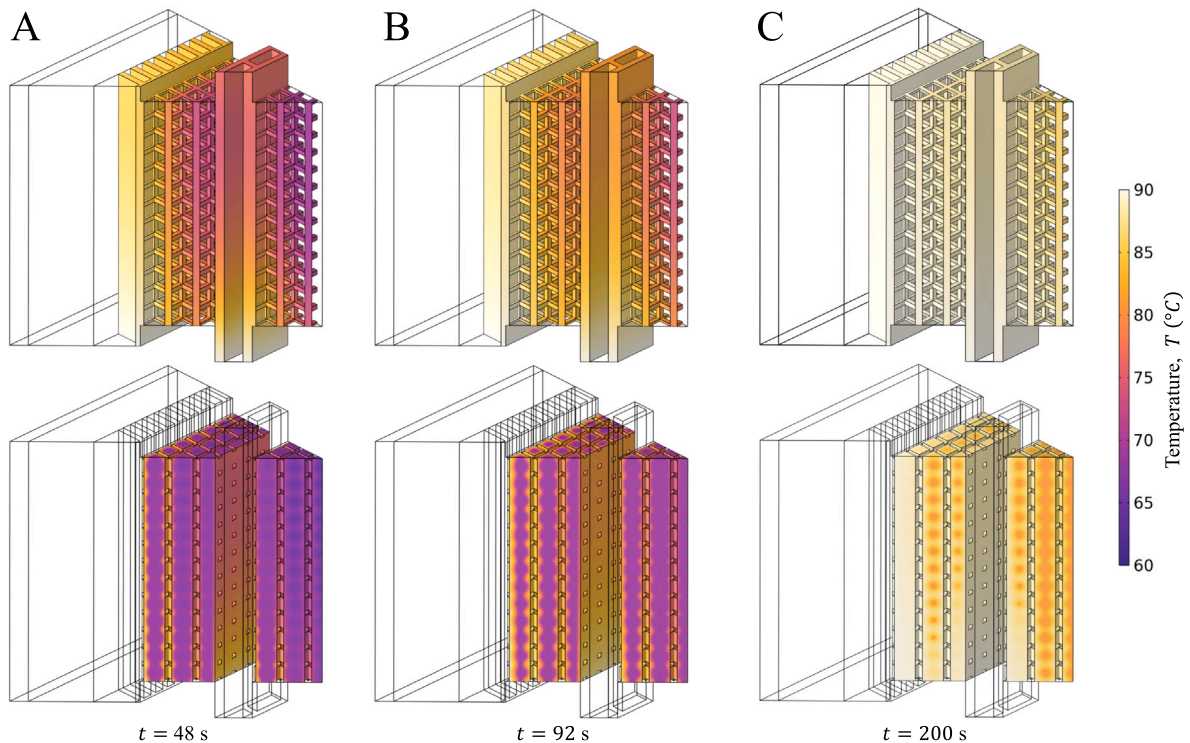 A
B
C
90
85
80
75
70
65
60
Temperature, T (°C)
t = 48 s
t = 92 s
t = 200 s